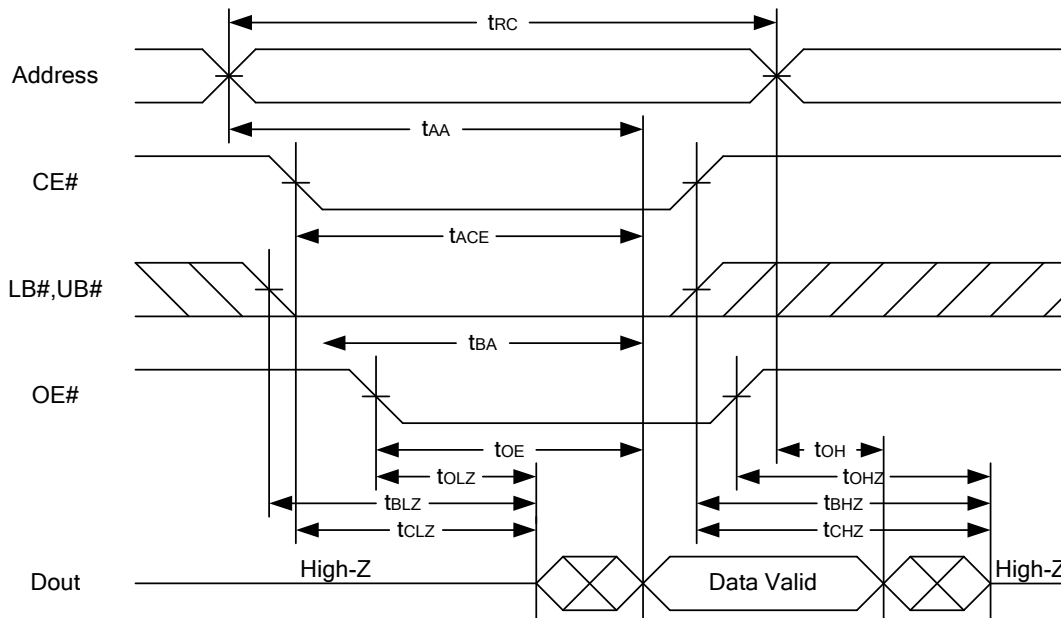 tRC
Address
tAA
CE#
tACE
LB#,UB#
tBA
OE#
tOE
tOH
tOLZ
tOHZ
tBLZ
tBHZ
tCLZ
tCHZ
High-Z
Dout
Data Valid
High-Z